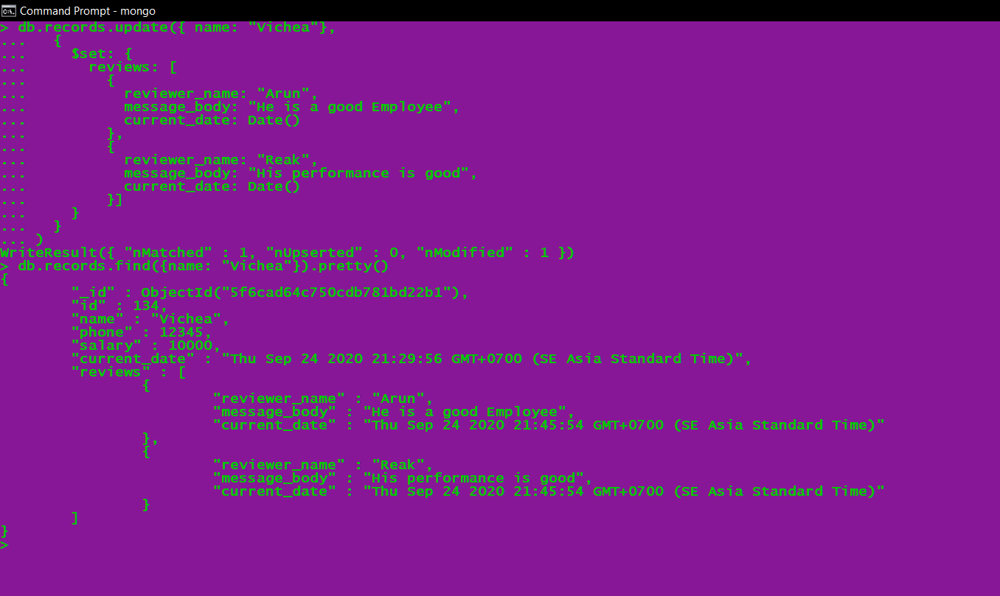 Command Prompt - mongo
> db.records.update({ name: "Vichea"},
...    {
...      $set: {
...        reviews: [
...          {
...            reviewer_name: "Arun",
...            message_body: "He is a good Employee",
...            current_date: Date()
...          },
...          {
...            reviewer_name: "Reak",
...            message_body: "His performance is good",
...            current_date: Date()
...          }]
...      }
...    }
... )
WriteResult({ "nMatched" : 1, "nUpserted" : 0, "nModified" : 1 })
> db.records.find({name: "Vichea"}).pretty()
{
        "_id" : ObjectId("5f6cad64c750cdb781bd22b1"),
        "id" : 134,
        "name" : "Vichea",
        "phone" : 12345,
        "salary" : 10000,
        "current_date" : "Thu Sep 24 2020 21:29:56 GMT+0700 (SE Asia Standard Time)",
        "reviews" : [
                {
                        "reviewer_name" : "Arun",
                        "message_body" : "He is a good Employee",
                        "current_date" : "Thu Sep 24 2020 21:45:54 GMT+0700 (SE Asia Standard Time)"
                },
                {
                        "reviewer_name" : "Reak",
                        "message_body" : "His performance is good",
                        "current_date" : "Thu Sep 24 2020 21:45:54 GMT+0700 (SE Asia Standard Time)"
                }
        ]
}
>